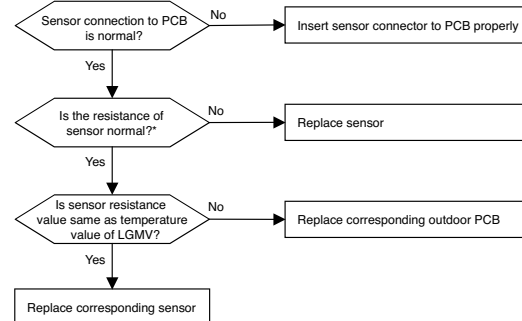 Sensor connection to PCB
is normal?
No
Insert sensor connector to PCB properly
Yes
Is the resistance of
sensor normal?*
No
Replace sensor
Yes
Is sensor resistance
value same as temperature
value of LGMV?
No
Replace corresponding outdoor PCB
Yes
Replace corresponding sensor